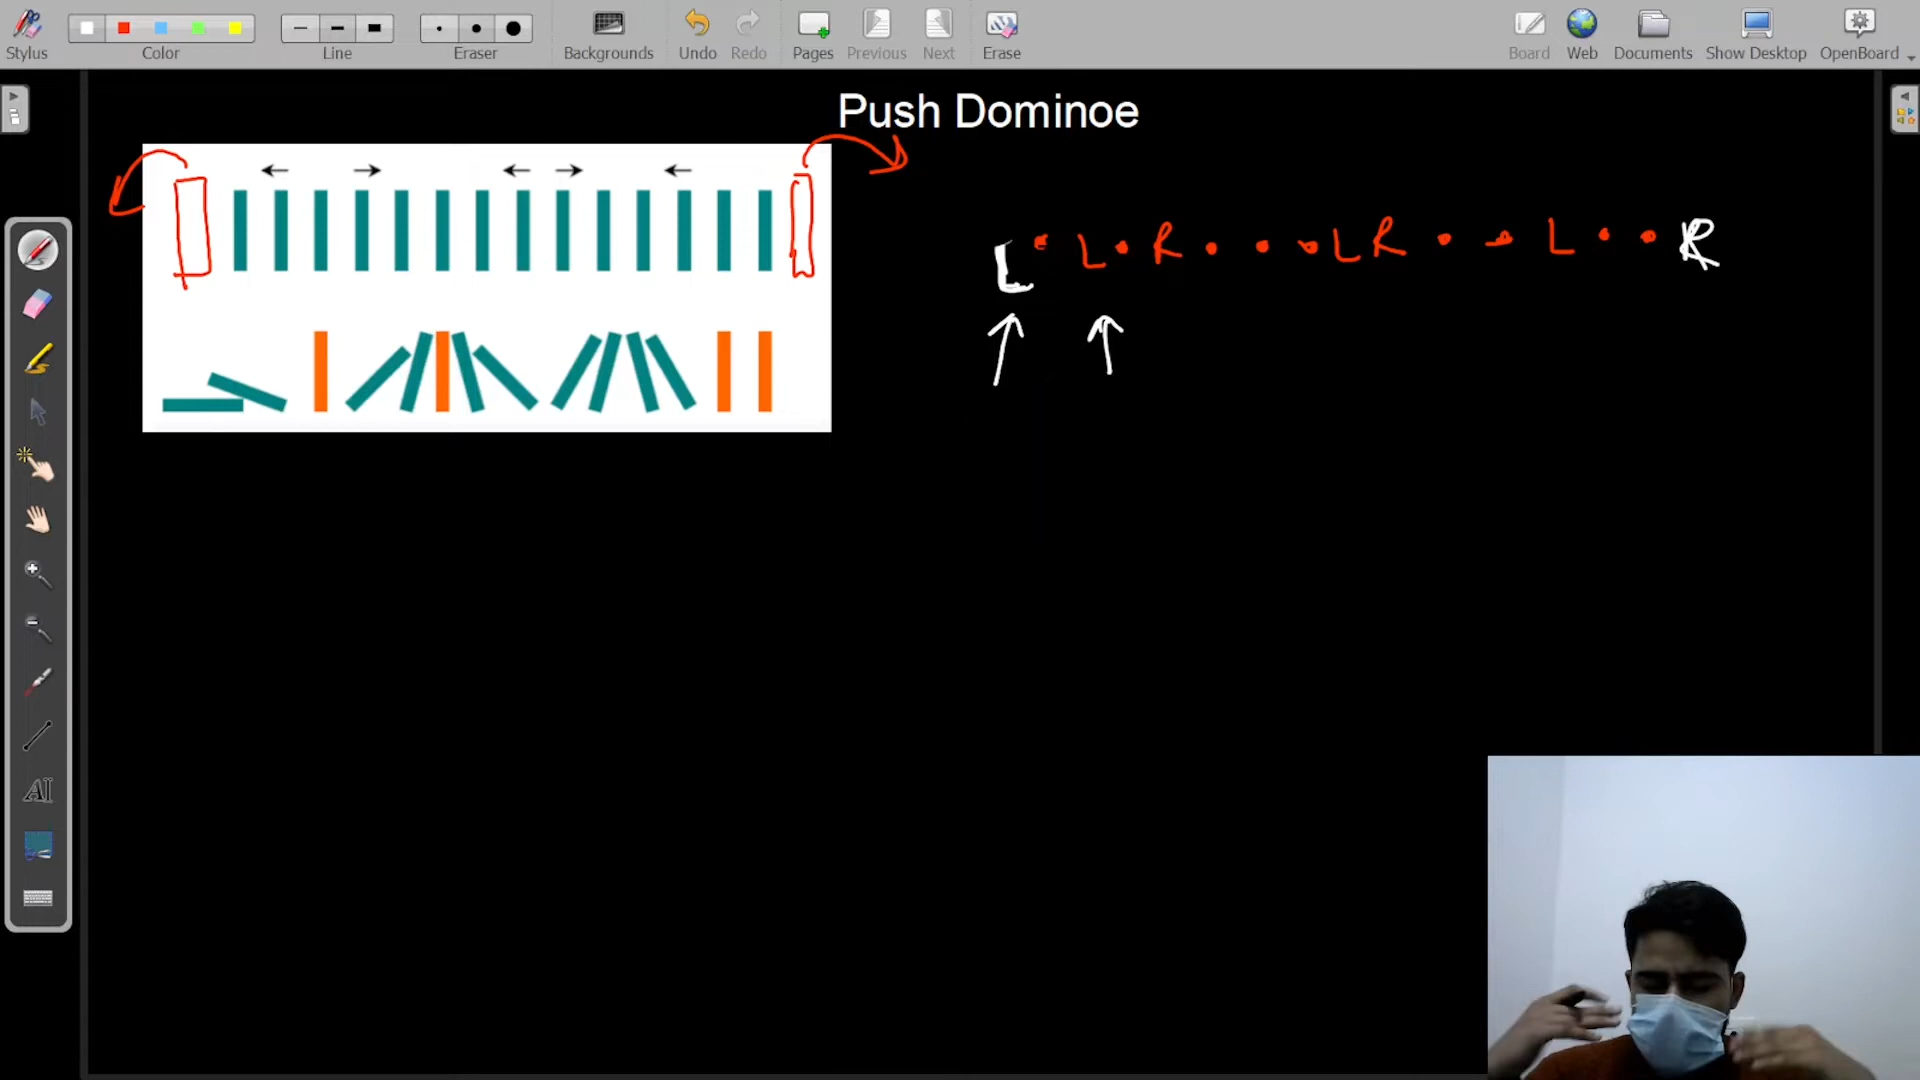 Stylus Color Line Eraser Backgrounds Undo Redo Pages Previous Next Erase Board Web Documents Show Desktop OpenBoard
Push Dominoe
L . L . R . . . L R . . L . . R
AI